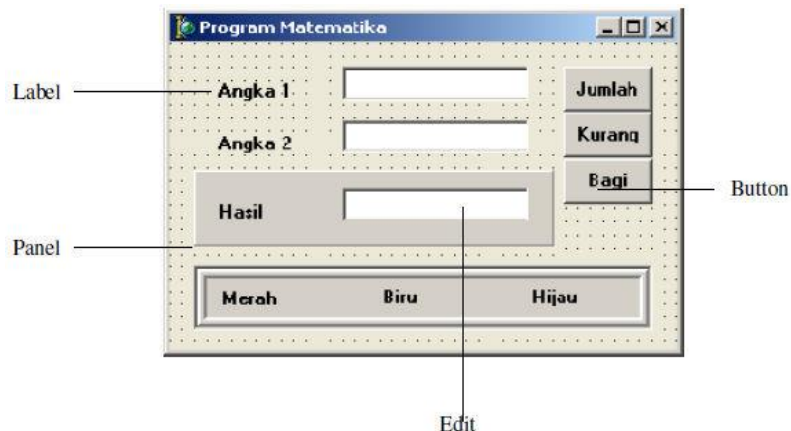 Program Matematika
Label
Angka 1
Jumlah
Angka 2
Kurang
Bagi
Button
Hasil
Panel
Merah
Biru
Hijau
Edit